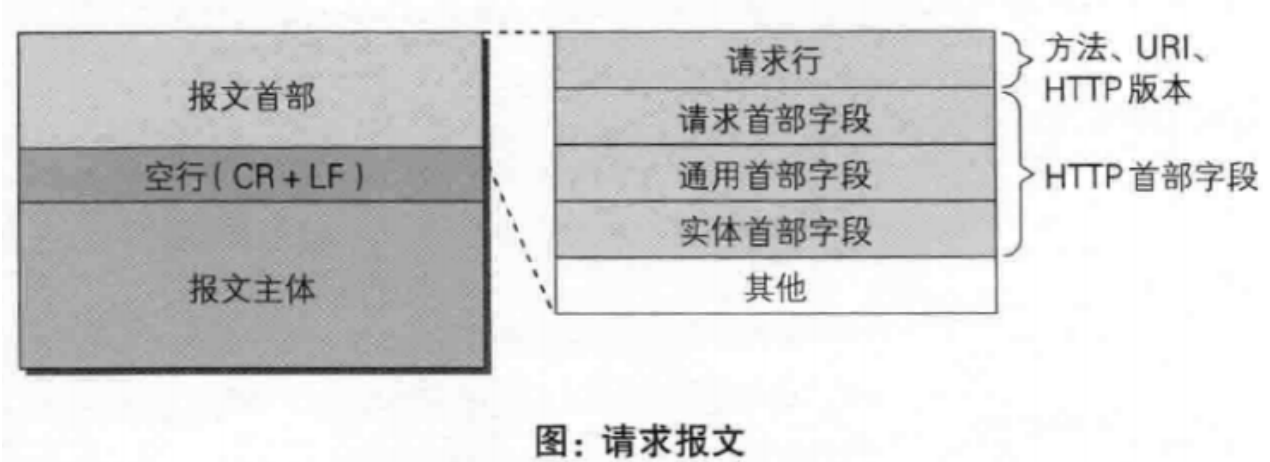 报文首部
空行(CR+LF)
报文主体
请求行
请求首部字段
通用首部字段
实体首部字段
其他
方法、URI、
HTTP版本
HTTP首部字段
图:请求报文